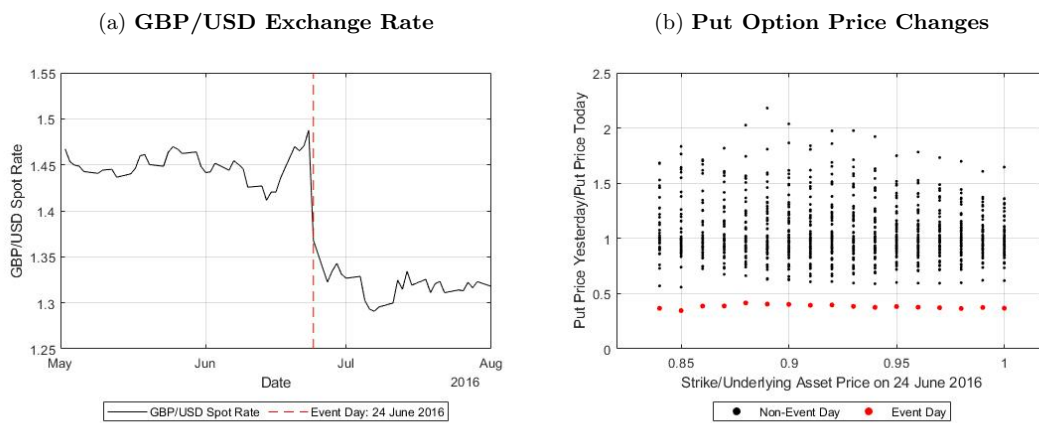 (a) GBP/USD Exchange Rate
1.55
1.5
1.45
1.4
1.35
1.3
1.25
GBP/USD Spot Rate
May
Jun
Jul
Aug
Date
2016
GBP/USD Spot Rate
Event Day: 24 June 2016
(b) Put Option Price Changes
2.5
2
1.5
1
0.5
0
Put Price Yesterday/Put Price Today
0.85
0.9
0.95
1
Strike/Underlying Asset Price on 24 June 2016
Non-Event Day
Event Day